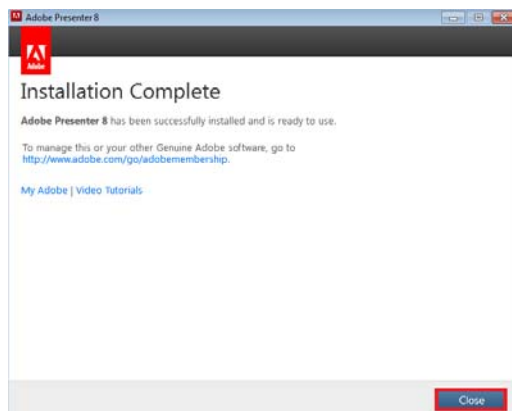 Adobe Presenter 8
Adobe
Installation Complete
Adobe Presenter 8 has been successfully installed and is ready to use.
To manage this or your other Genuine Adobe software, go to
http://www.adobe.com/go/adobemembership.
My Adobe | Video Tutorials
Close